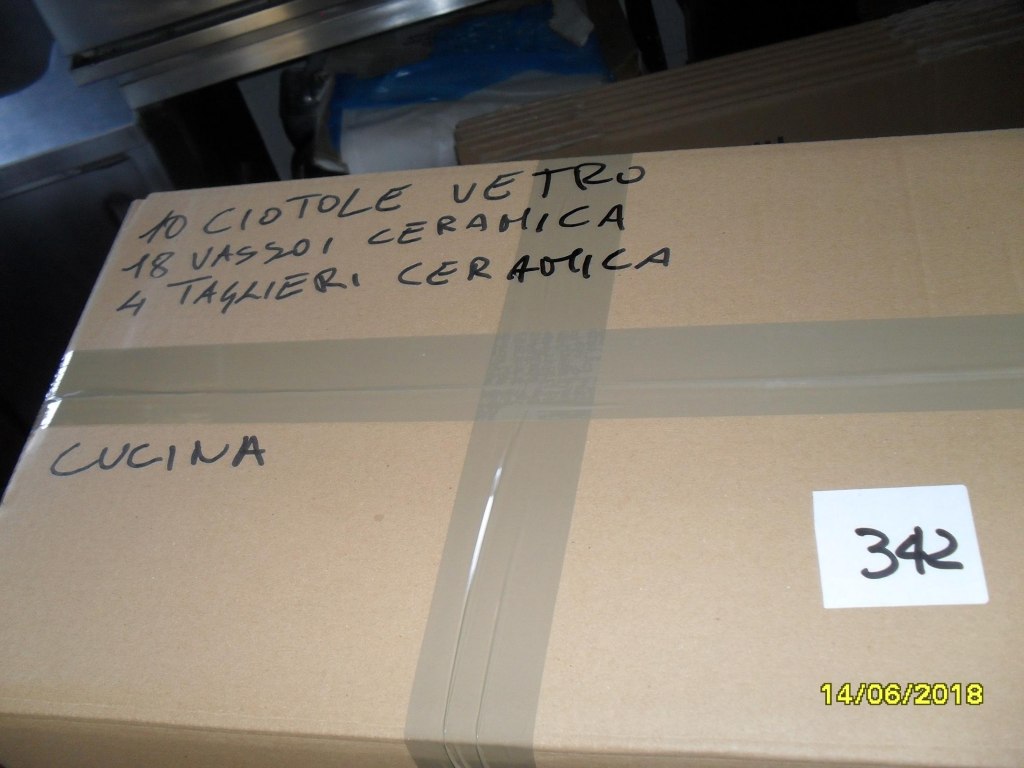 10 CIOTOLE VETRO
18 VASSOI CERAMICA
4 TAGLIERI CERAMICA
CUCINA
342
14/06/2018